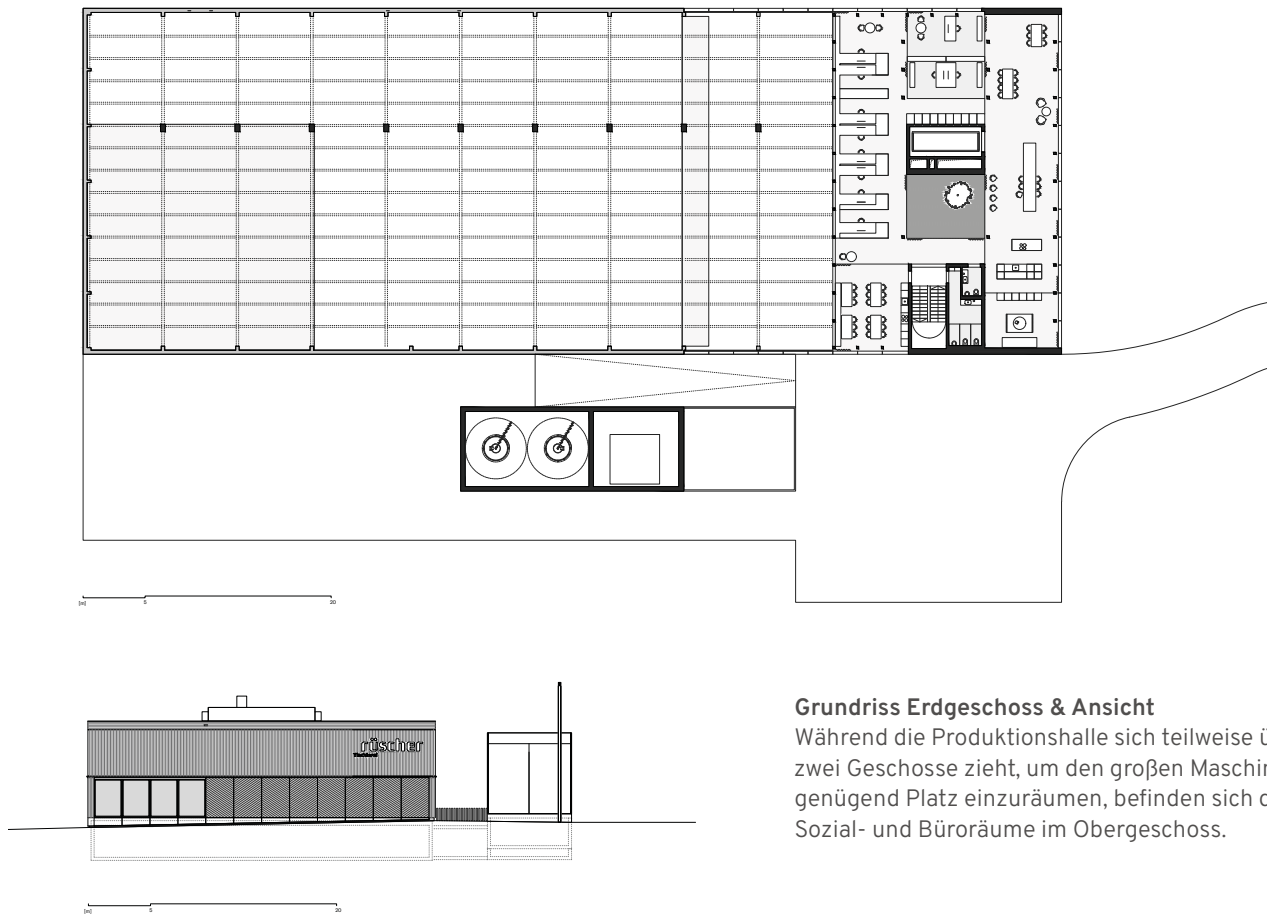 [m] 5 20
rüscher
Tischlerei
[m] 5 20
Grundriss Erdgeschoss & Ansicht
Während die Produktionshalle sich teilweise ü
zwei Geschosse zieht, um den großen Maschin
genügend Platz einzuräumen, befinden sich d
Sozial- und Büroräume im Obergeschoss.